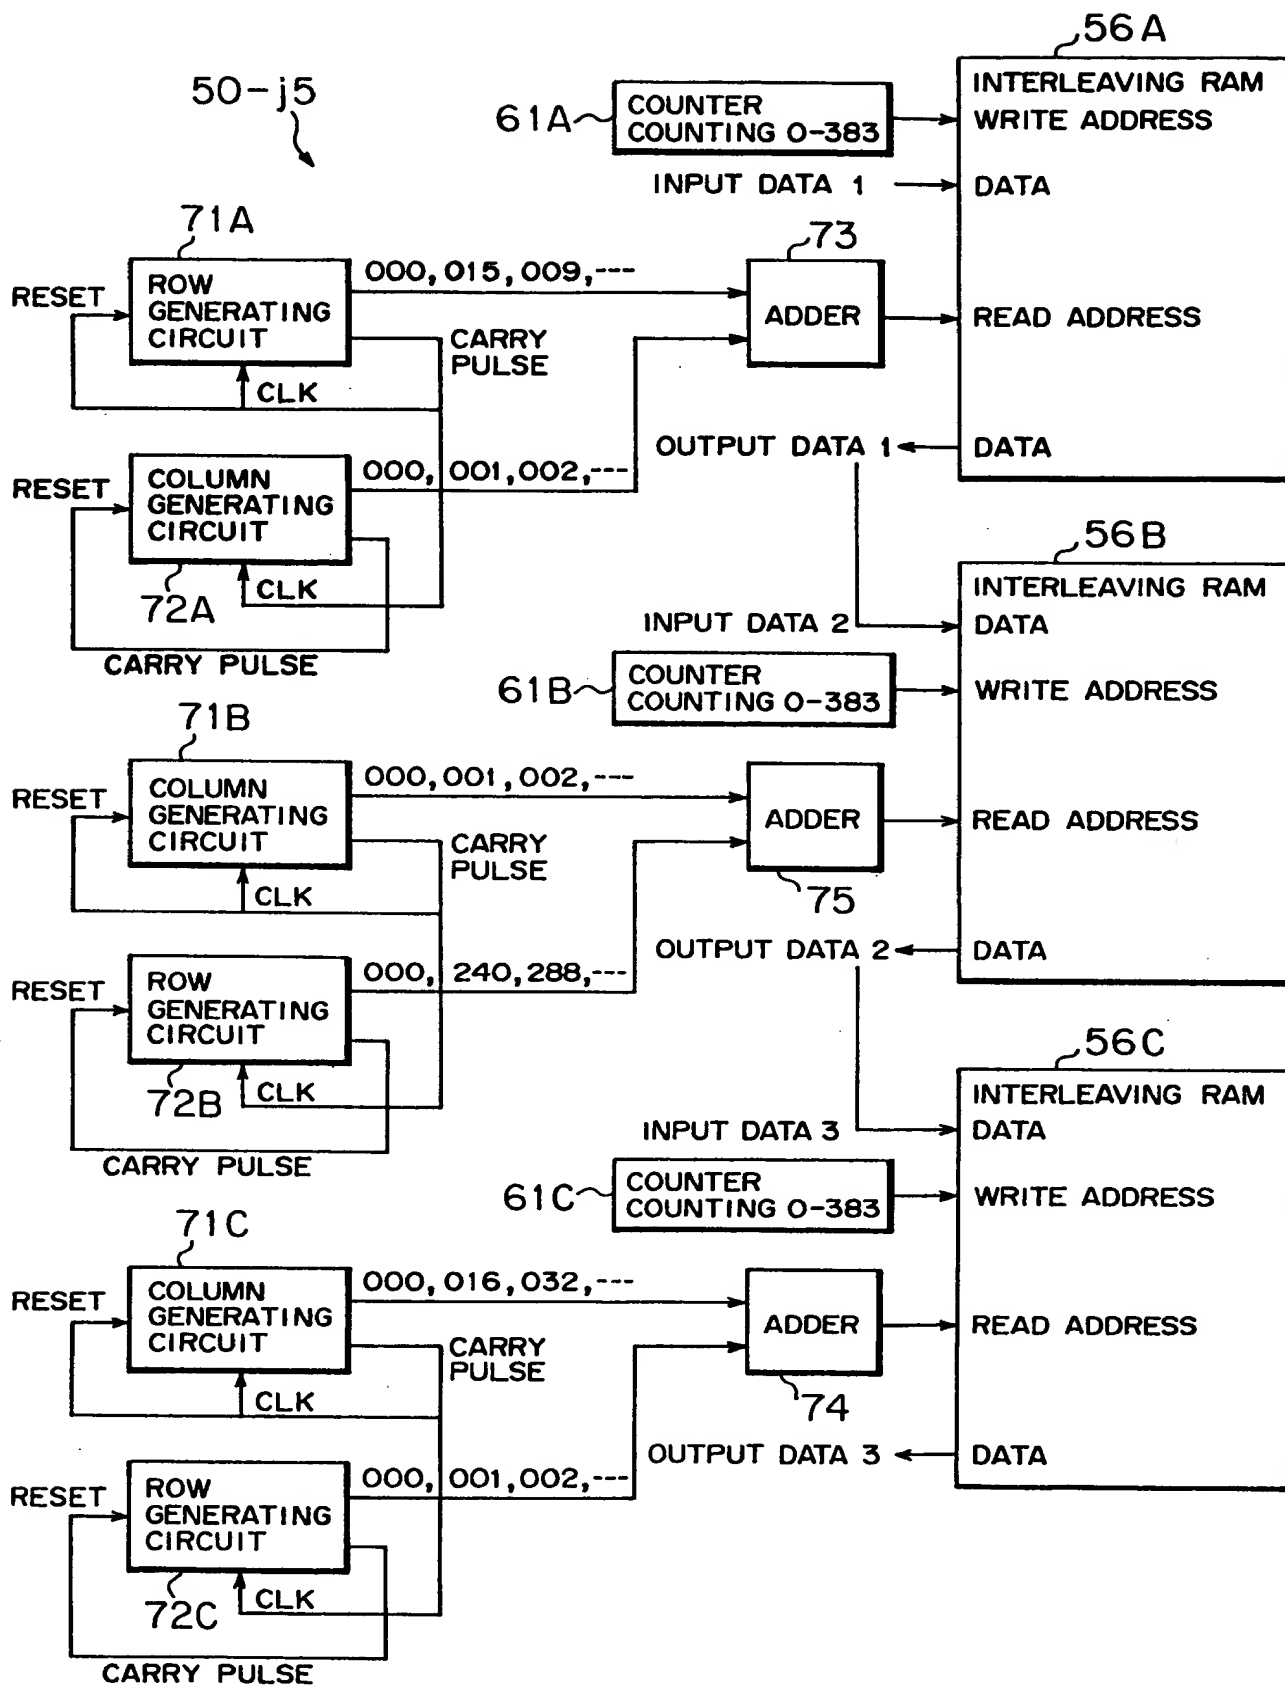 50-j5
56A
61A
COUNTER
COUNTING 0-383
INTERLEAVING RAM
WRITE ADDRESS
INPUT DATA 1
DATA
71A
RESET
ROW
GENERATING
CIRCUIT
000, 015, 009, ---
CARRY
PULSE
CLK
73
ADDER
READ ADDRESS
OUTPUT DATA 1
DATA
RESET
COLUMN
GENERATING
CIRCUIT
000, 001, 002, ---
72A
CLK
CARRY PULSE
56B
INTERLEAVING RAM
INPUT DATA 2
DATA
61B
COUNTER
COUNTING 0-383
WRITE ADDRESS
71B
RESET
COLUMN
GENERATING
CIRCUIT
000, 001, 002, ---
CARRY
PULSE
CLK
ADDER
75
READ ADDRESS
OUTPUT DATA 2
DATA
RESET
ROW
GENERATING
CIRCUIT
000, 240, 288, ---
72B
CLK
CARRY PULSE
56C
INTERLEAVING RAM
INPUT DATA 3
DATA
61C
COUNTER
COUNTING 0-383
WRITE ADDRESS
71C
RESET
COLUMN
GENERATING
CIRCUIT
000, 016, 032, ---
CARRY
PULSE
CLK
ADDER
74
READ ADDRESS
OUTPUT DATA 3
DATA
RESET
ROW
GENERATING
CIRCUIT
000, 001, 002, ---
72C
CLK
CARRY PULSE